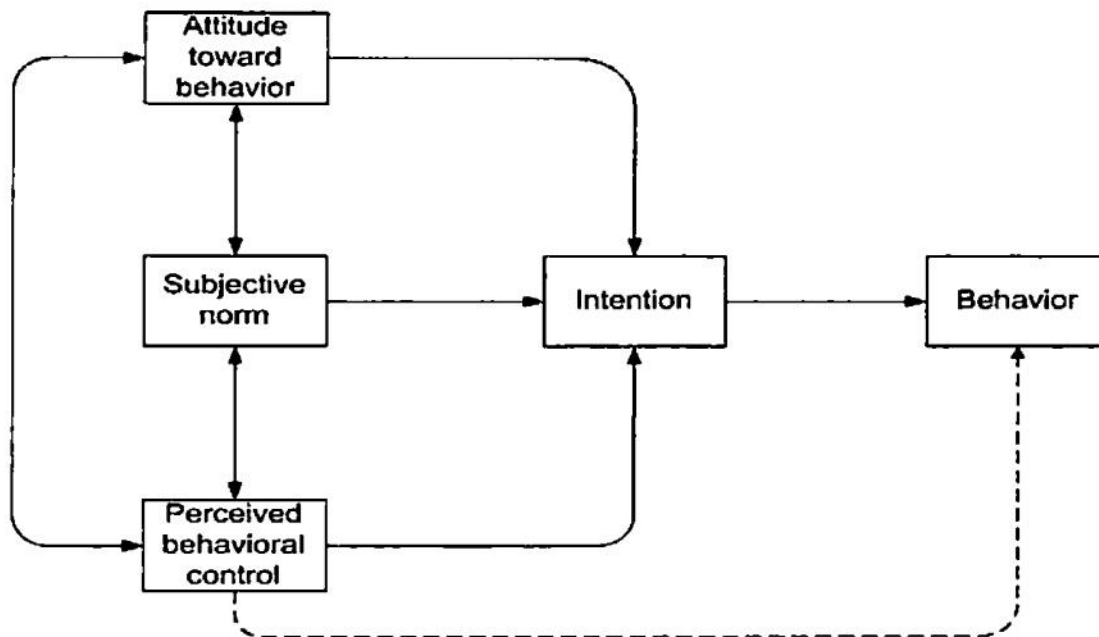 Attitude
toward
behavior
Subjective
norm
Intention
Behavior
Perceived
behavioral
control